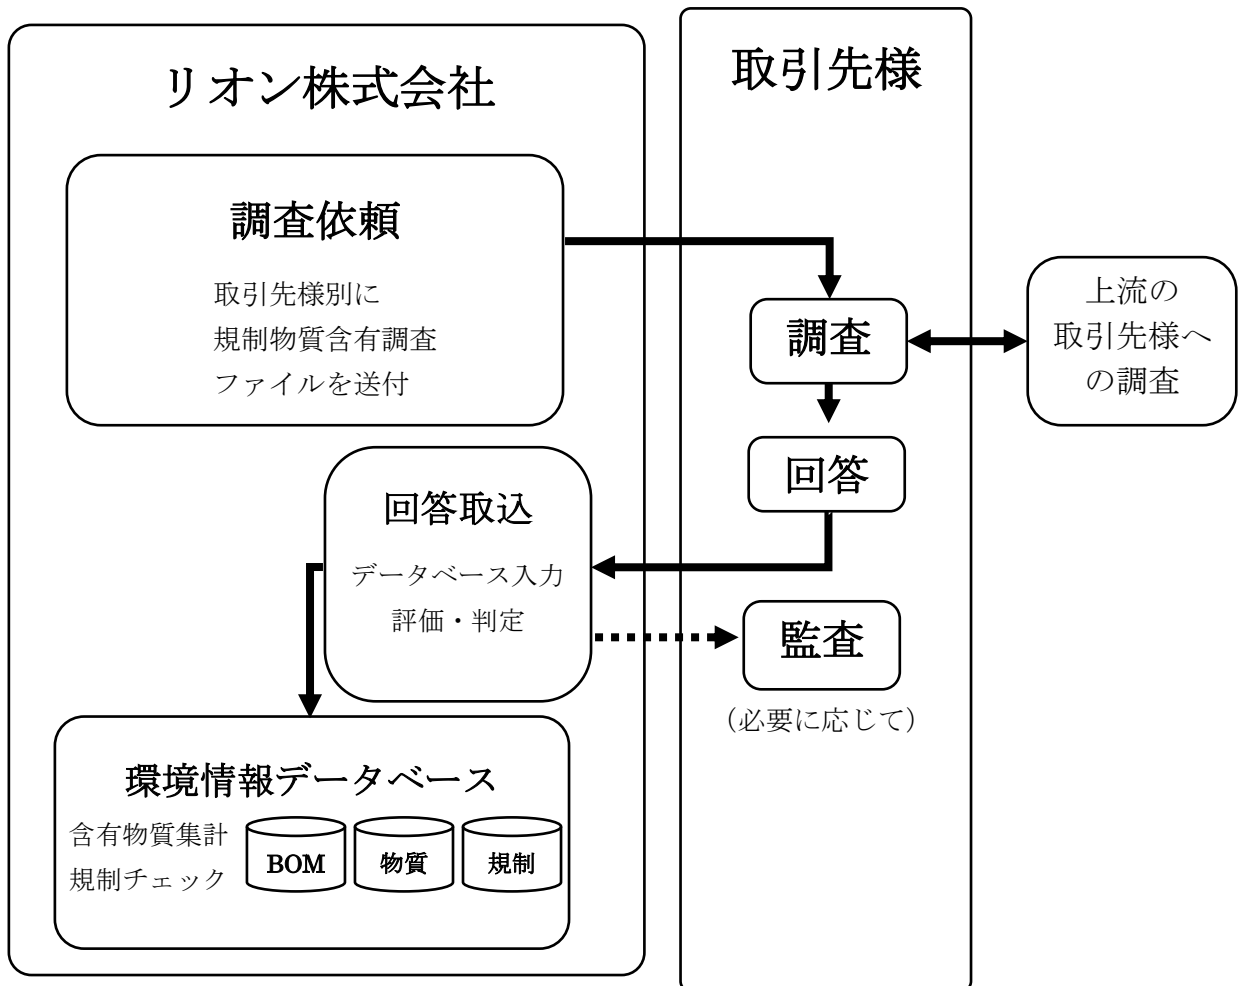 リオン株式会社
調査依頼
取引先様別に
規制物質含有調査
ファイルを送付
回答取込
データベース入力
評価・判定
環境情報データベース
含有物質集計
規制チェック
BOM
物質
規制
取引先様
調査
回答
監査
（必要に応じて）
上流の
取引先様へ
の調査